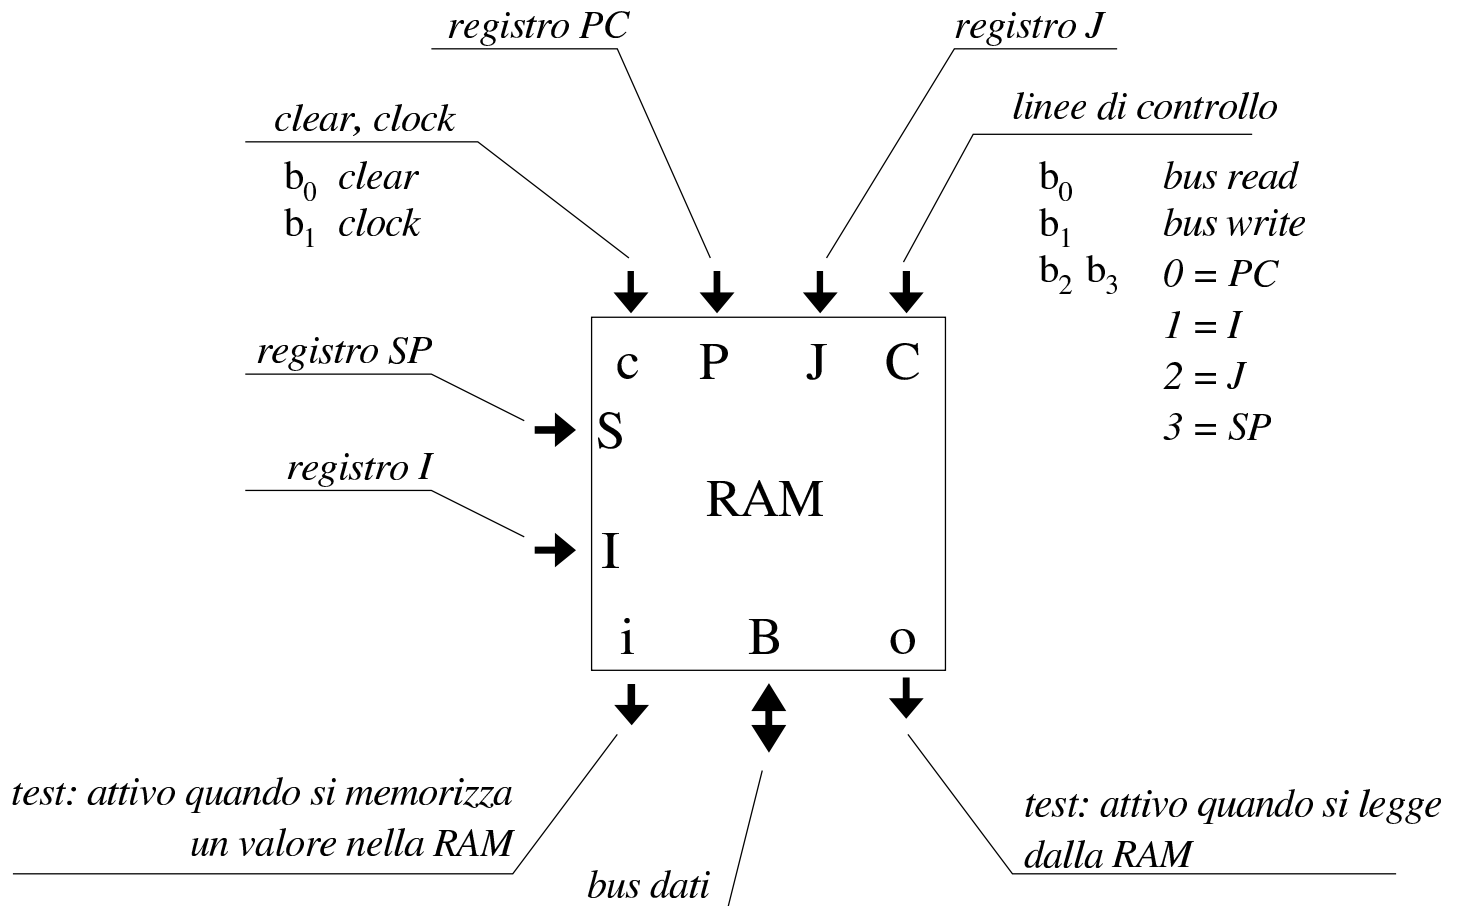 registro PC
registro J
clear, clock
linee di controllo
b0 clear
b1 clock
b0 bus read
b1 bus write
b2 b3 0 = PC
1 = I
2 = J
3 = SP
registro SP
registro I
c P J C
S
RAM
I
i B o
test: attivo quando si memorizza
un valore nella RAM
bus dati
test: attivo quando si legge
dalla RAM